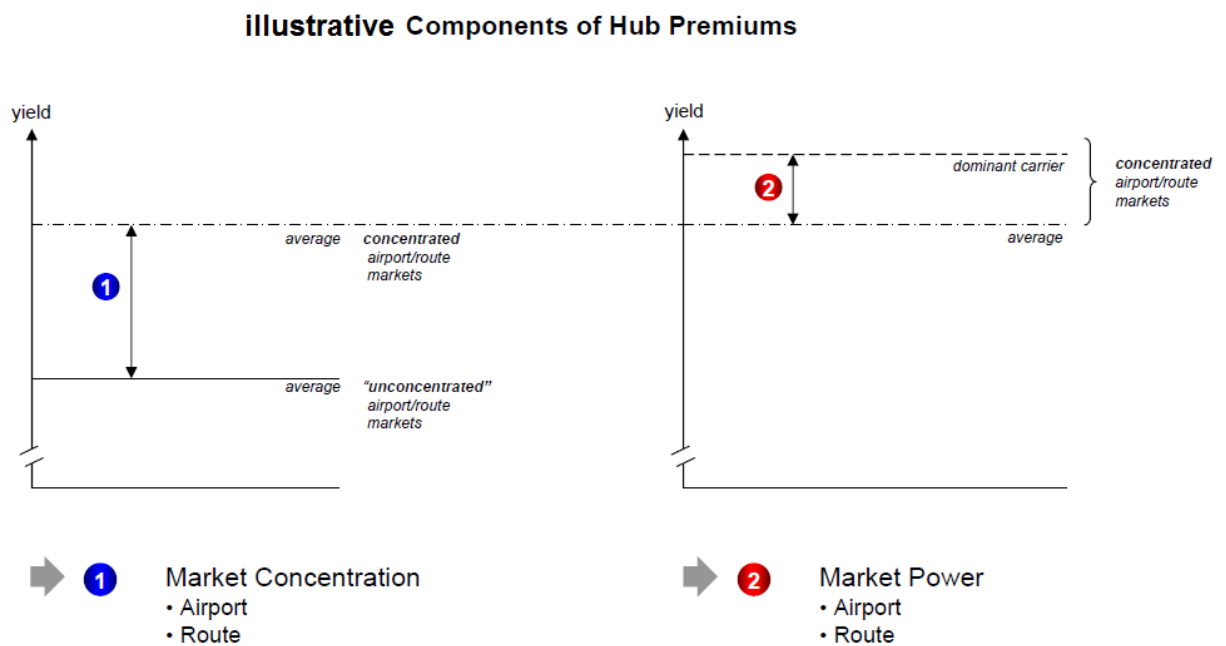 illustrative Components of Hub Premiums
yield
average
concentrated
airport/route
markets
1
average
"unconcentrated"
airport/route
markets
yield
dominant carrier
2
average
concentrated
airport/route
markets
1 Market Concentration
• Airport
• Route
2 Market Power
• Airport
• Route